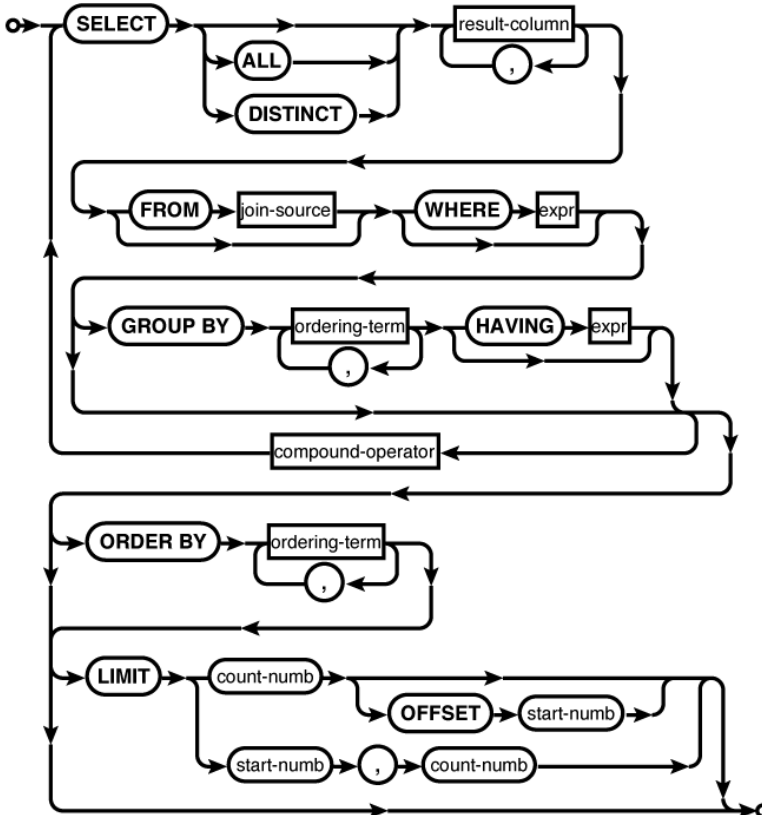 SELECT result-column
ALL ,
DISTINCT
FROM join-source WHERE expr
GROUP BY ordering-term HAVING expr
,
compound-operator
ORDER BY ordering-term
,
LIMIT count-numb
OFFSET start-numb
start-numb , count-numb